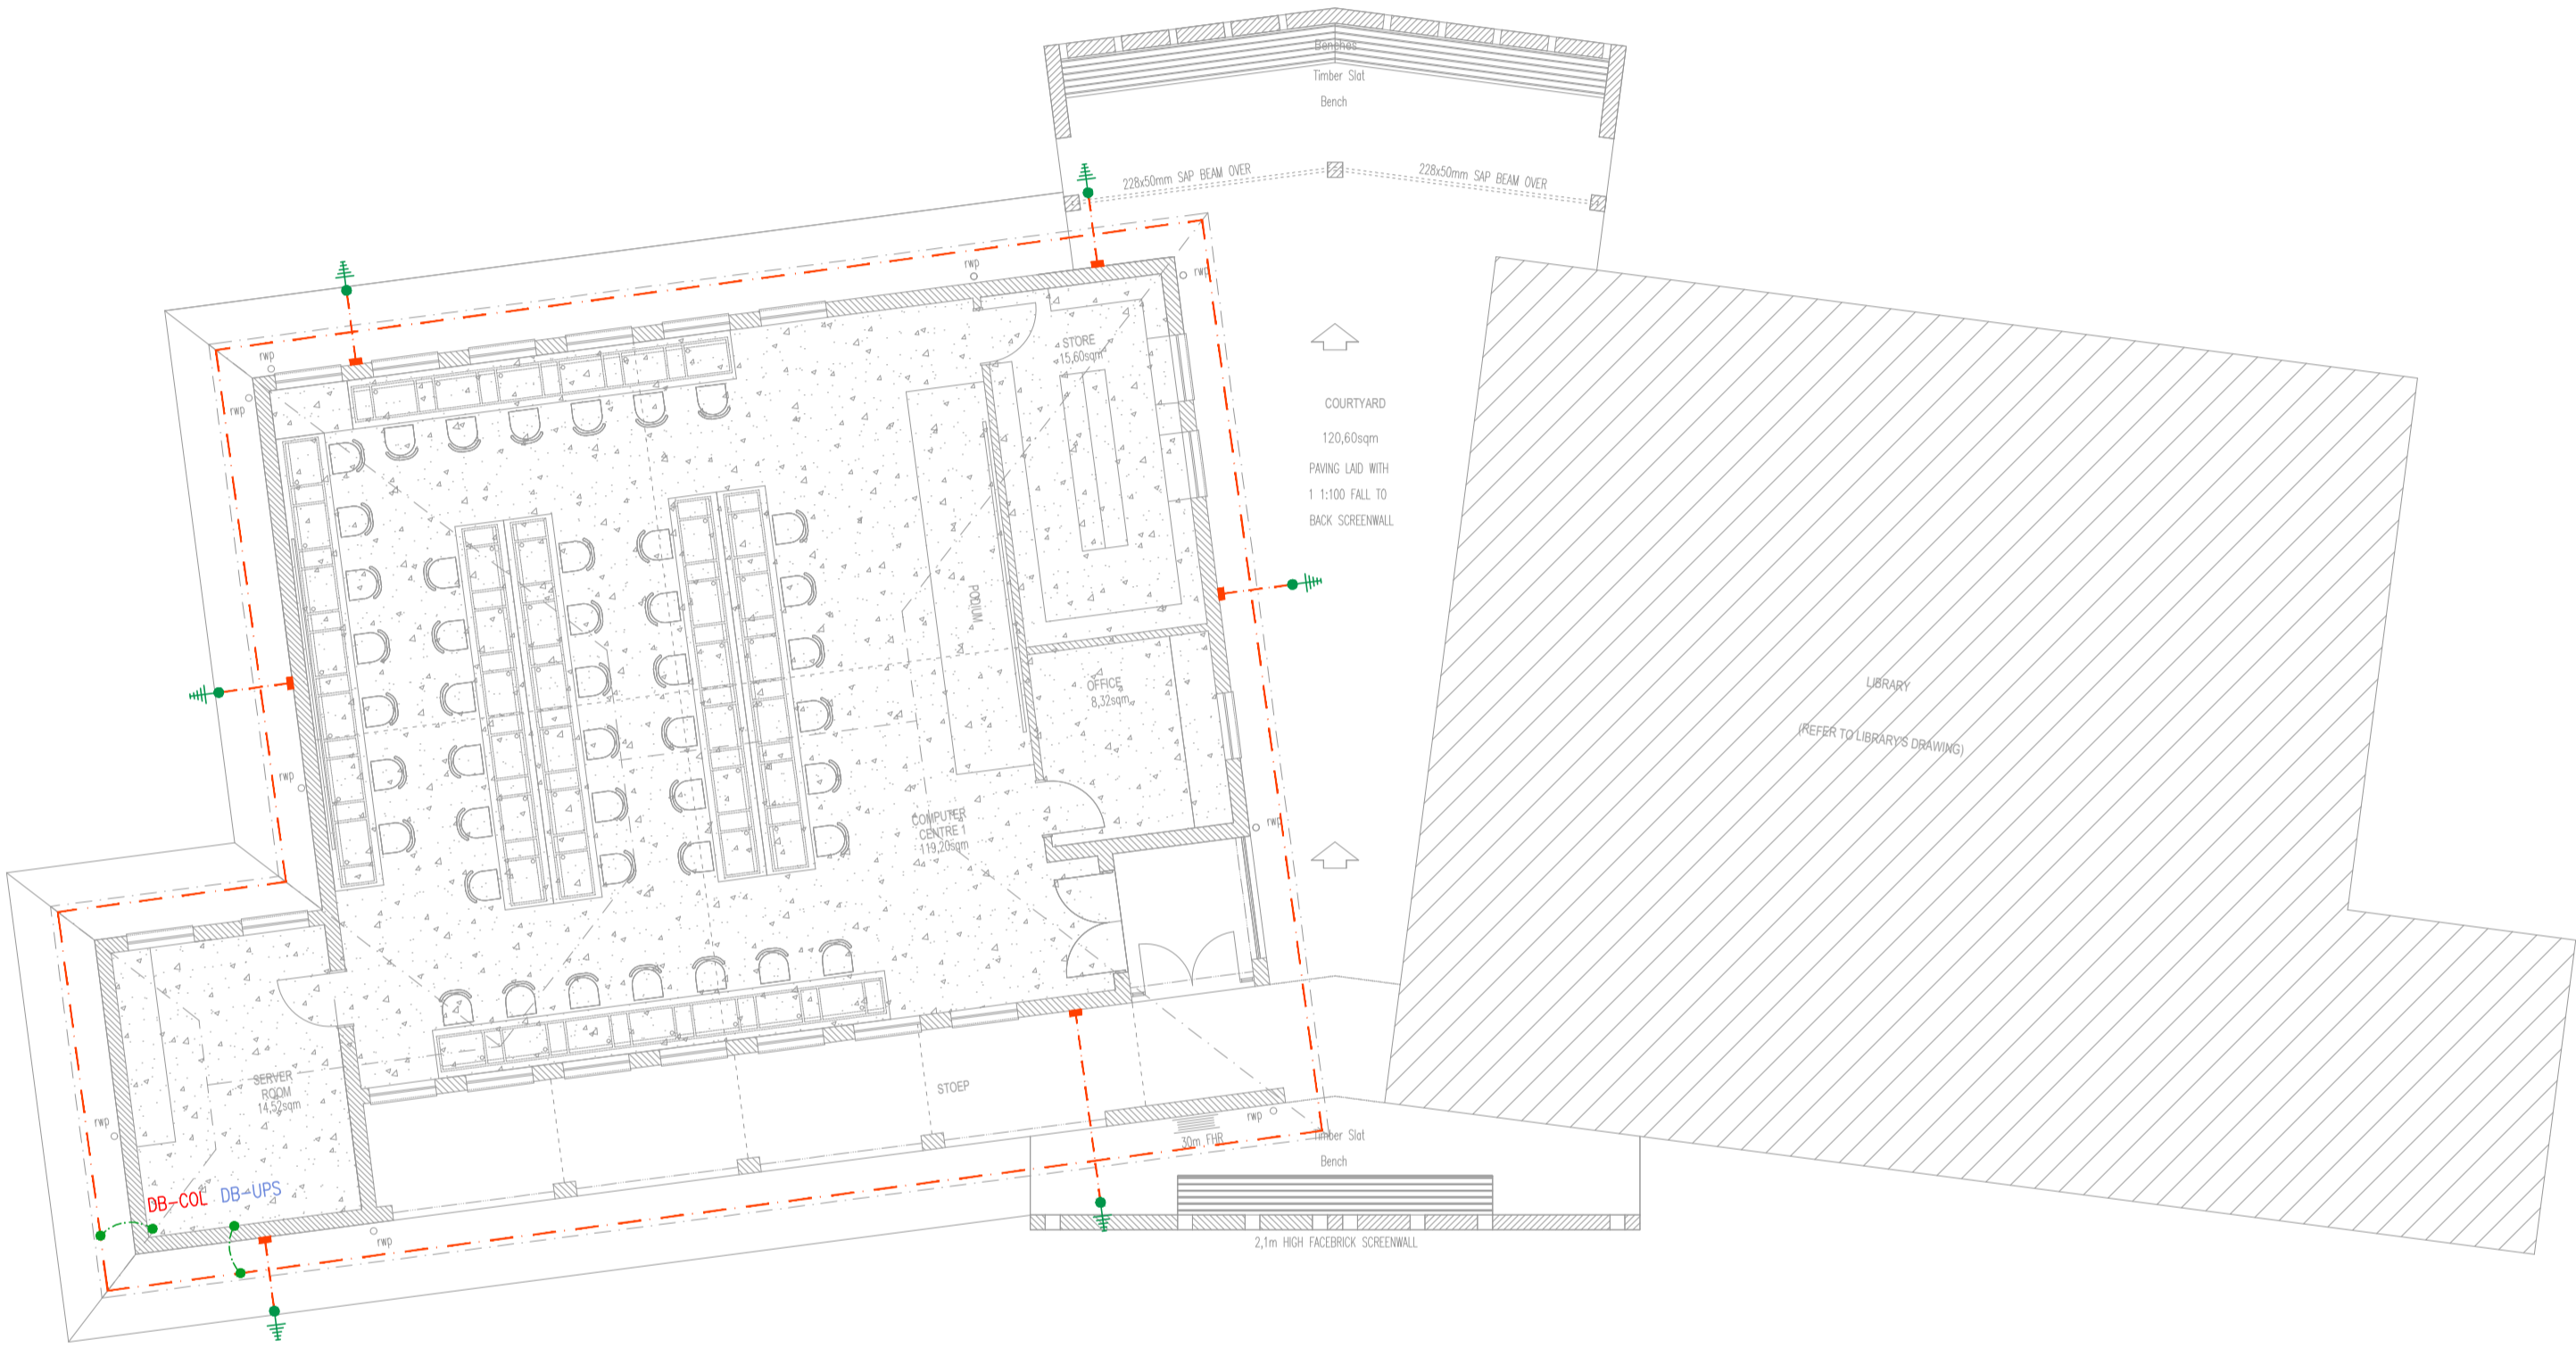 Benches
Timber Slat
Bench
228x50mm SAP BEAM OVER
228x50mm SAP BEAM OVER
rwp
rwp
rwp
rwp
STORE
15,60sqm
COURTYARD
120,60sqm
PAVING LAID WITH
1 1:100 FALL TO
BACK SCREENWALL
PODIUM
OFFICE
8,32sqm
LIBRARY
(REFER TO LIBRARY'S DRAWING)
rwp
COMPUTER
CENTRE 1
119,20sqm
rwp
SERVER
ROOM
14,52sqm
STOEP
rwp
rwp
30m FHR
Timber Slat
Bench
DB-COL
DB-UPS
rwp
2,1m HIGH FACEBRICK SCREENWALL